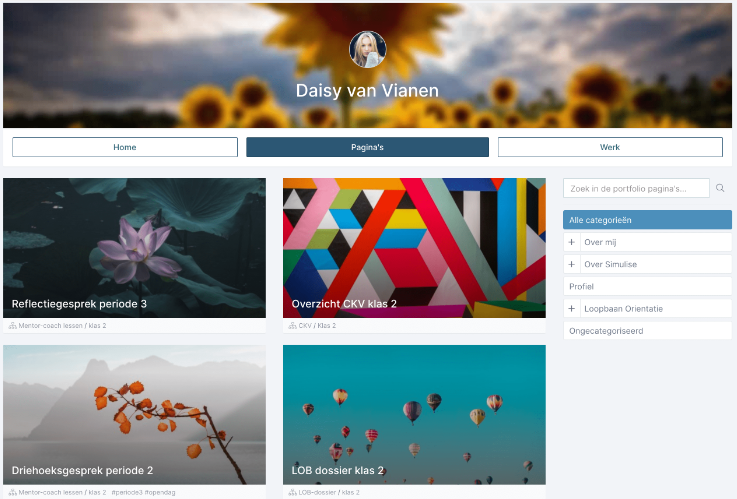 Daisy van Vianen
Home
Pagina's
Werk
Reflectiegesprek periode 3
Mentor-coach lessen / klas 2
Overzicht CKV klas 2
CKV / Klas 2
Driehoeksgesprek periode 2
Mentor-coach lessen / klas 2 #periode3 #opendag
LOB dossier klas 2
LOB-dossier / klas 2
Zoek in de portfolio pagina's...
Alle categorieën
+ Over mij
+ Over Simulise
Profiel
+ Loopbaan Orientatie
Ongecategoriseerd